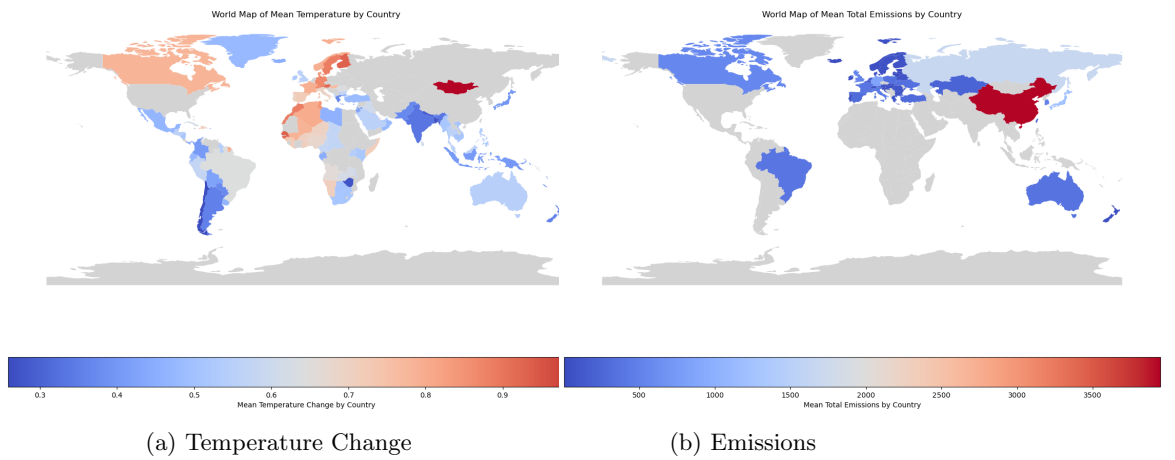 World Map of Mean Temperature by Country
0.3 0.4 0.5 0.6 0.7 0.8 0.9
Mean Temperature Change by Country
(a) Temperature Change
World Map of Mean Total Emissions by Country
500 1000 1500 2000 2500 3000 3500
Mean Total Emissions by Country
(b) Emissions